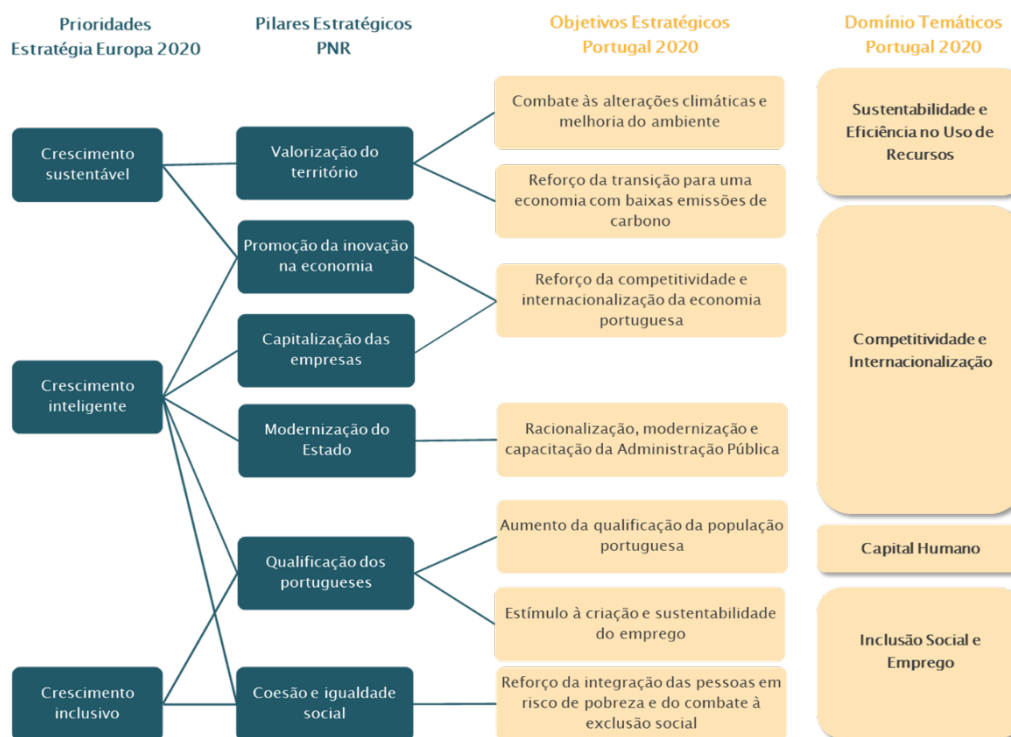 Prioridades
Estratégia Europa 2020
Pilares Estratégicos
PNR
Objetivos Estratégicos
Portugal 2020
Domínio Temáticos
Portugal 2020
Crescimento
sustentável
Crescimento
inteligente
Crescimento
inclusivo
Valorização do
território
Promoção da inovação
na economia
Capitalização das
empresas
Modernização do
Estado
Qualificação dos
portugueses
Coesão e igualdade
social
Combate às alterações climáticas e
melhoria do ambiente
Reforço da transição para uma
economia com baixas emissões de
carbono
Reforço da competitividade e
internacionalização da economia
portuguesa
Racionalização, modernização e
capacitação da Administração Pública
Aumento da qualificação da população
portuguesa
Estímulo à criação e sustentabilidade
do emprego
Reforço da integração das pessoas em
risco de pobreza e do combate à
exclusão social
Sustentabilidade e
Eficiência no Uso de
Recursos
Competitividade e
Internacionalização
Capital Humano
Inclusão Social e
Emprego